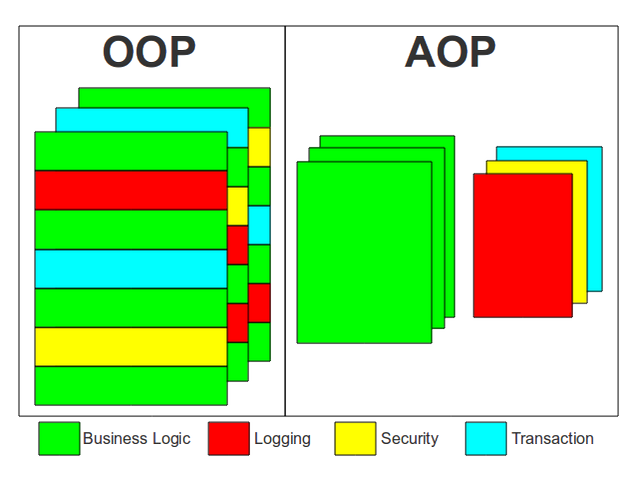 OOP
AOP
Business Logic
Logging
Security
Transaction